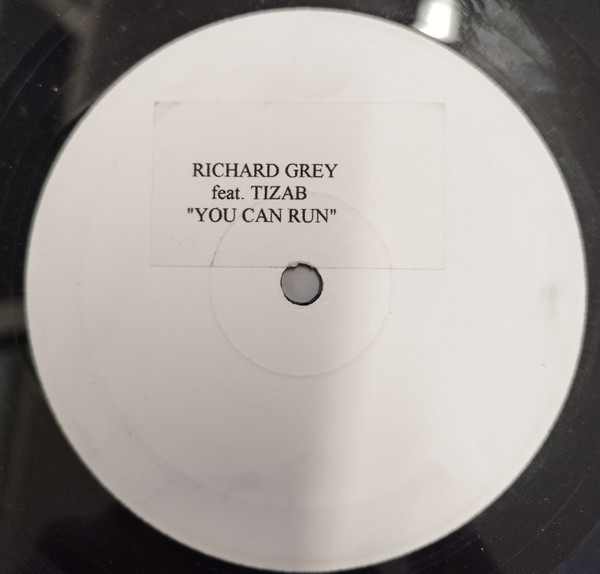 RICHARD GREY
feat. TIZAB
"YOU CAN RUN"